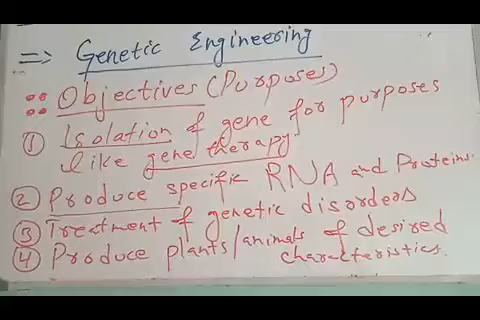 => Genetic Engineering
:: Objectives (Purposes)
① Isolation of gene for purposes
like gene therapy
② Produce specific RNA and Proteins.
③ Treatment of genetic disorders
④ Produce plants/animals of desired
characteristics.